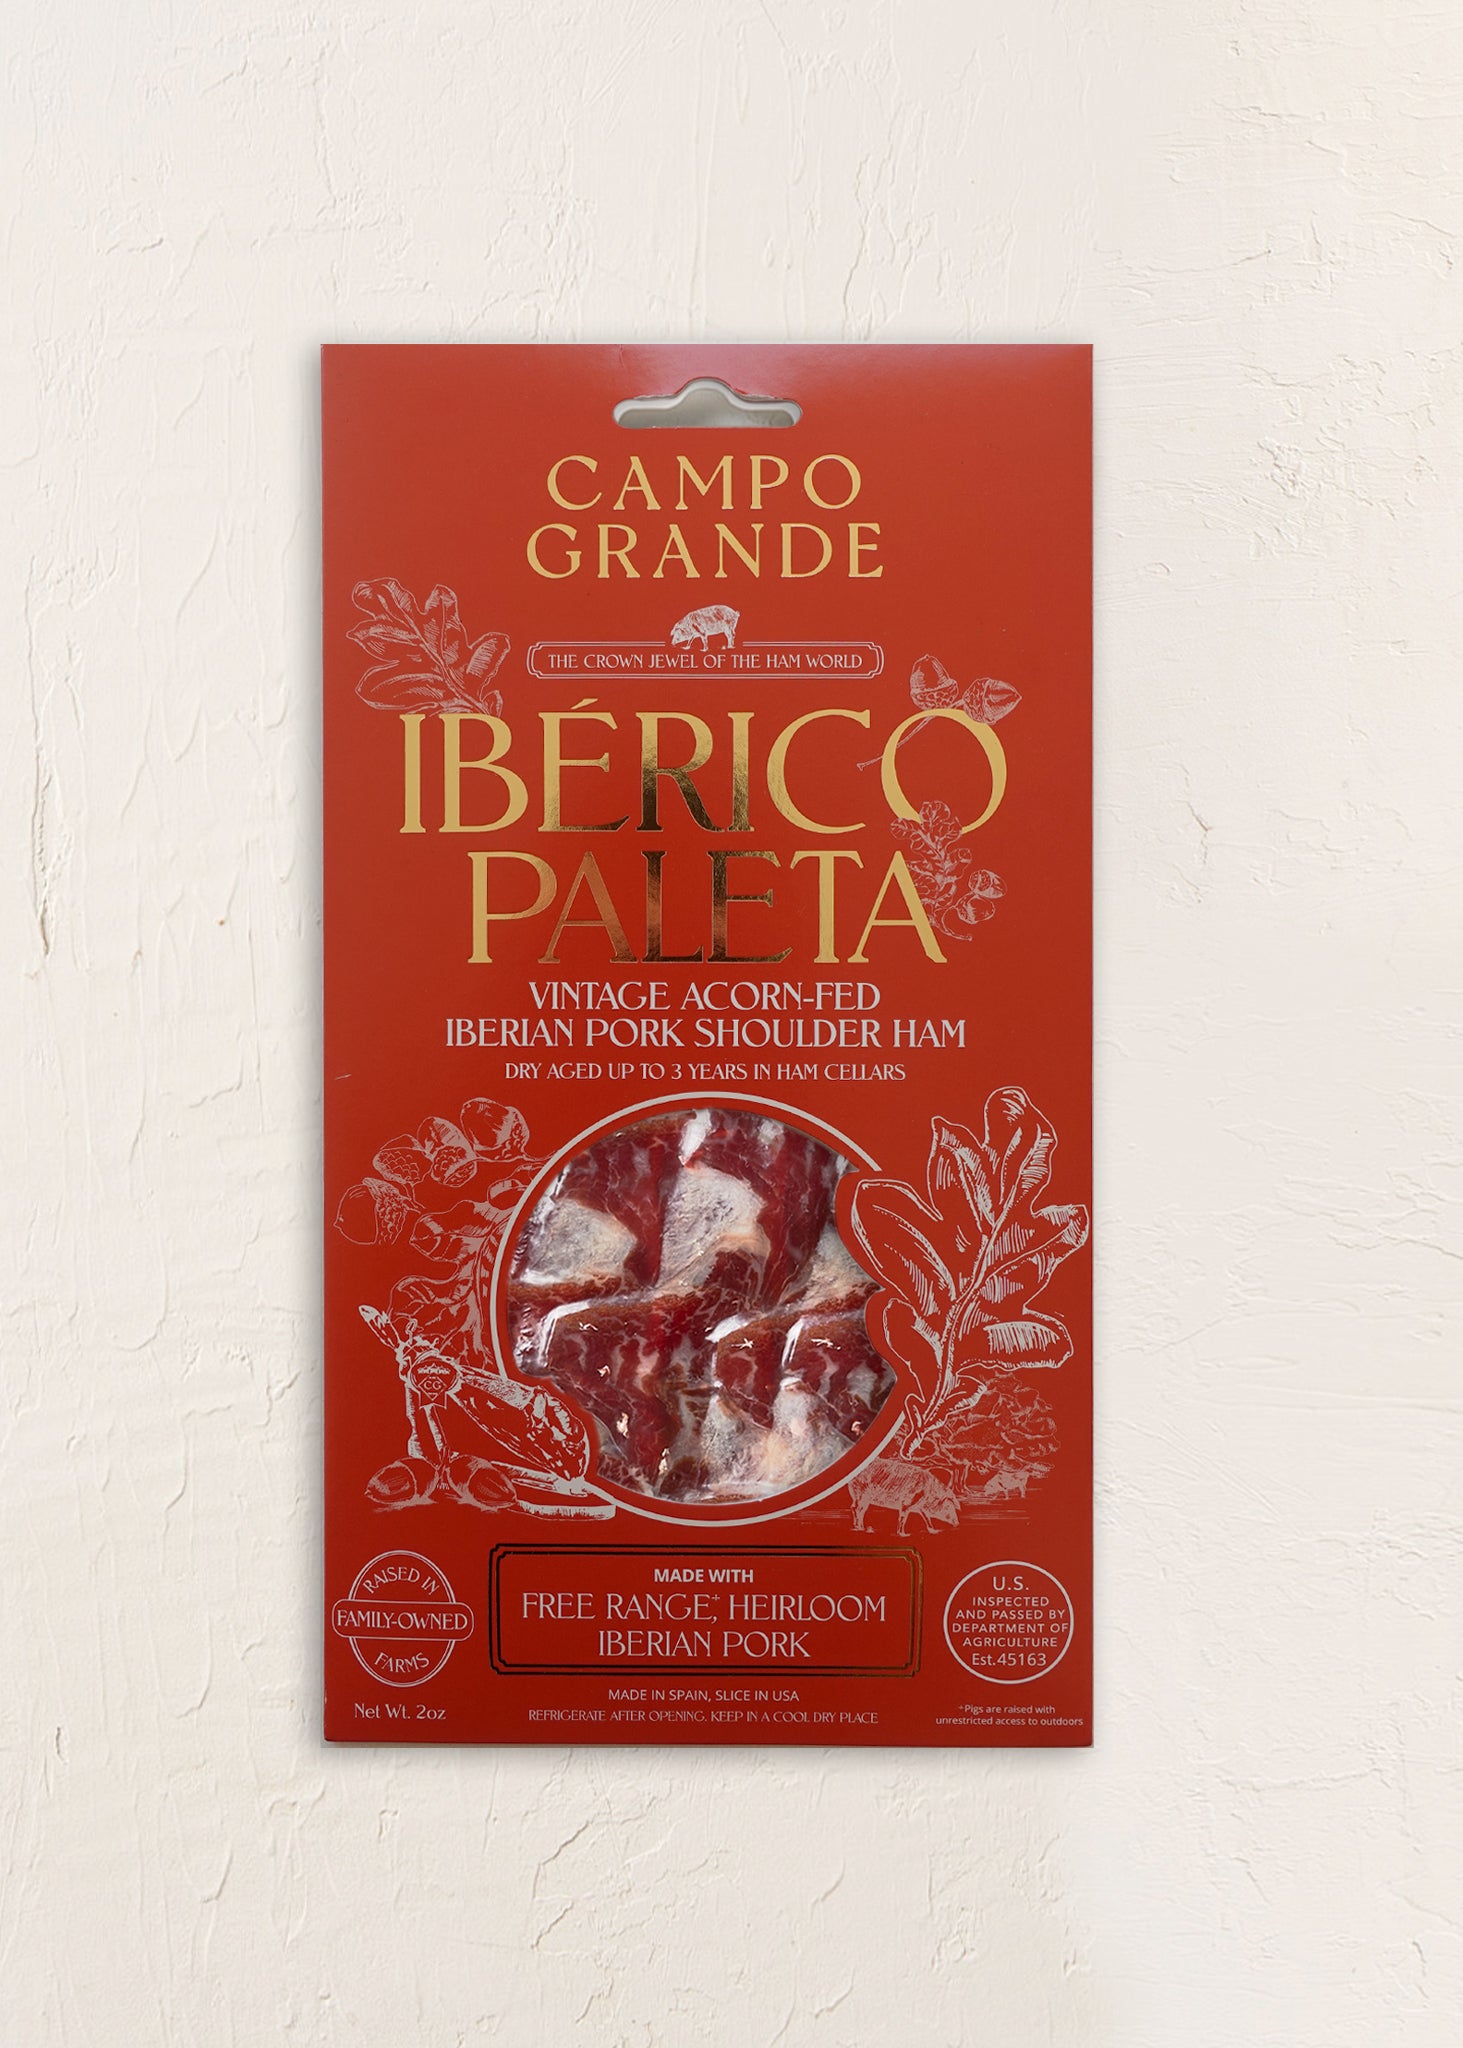 CAMPO
GRANDE
THE CROWN JEWEL OF THE HAM WORLD
IBÉRICO
PALETA
VINTAGE ACORN-FED
IBERIAN PORK SHOULDER HAM
DRY AGED UP TO 3 YEARS IN HAM CELLARS
CG
RAISED IN
FAMILY-OWNED
FARMS
Net Wt. 2oz
MADE WITH
FREE RANGE,⁺ HEIRLOOM
IBERIAN PORK
MADE IN SPAIN, SLICE IN USA
REFRIGERATE AFTER OPENING. KEEP IN A COOL DRY PLACE
U.S.
INSPECTED
AND PASSED BY
DEPARTMENT OF
AGRICULTURE
Est.45163
⁺Pigs are raised with
unrestricted access to outdoors